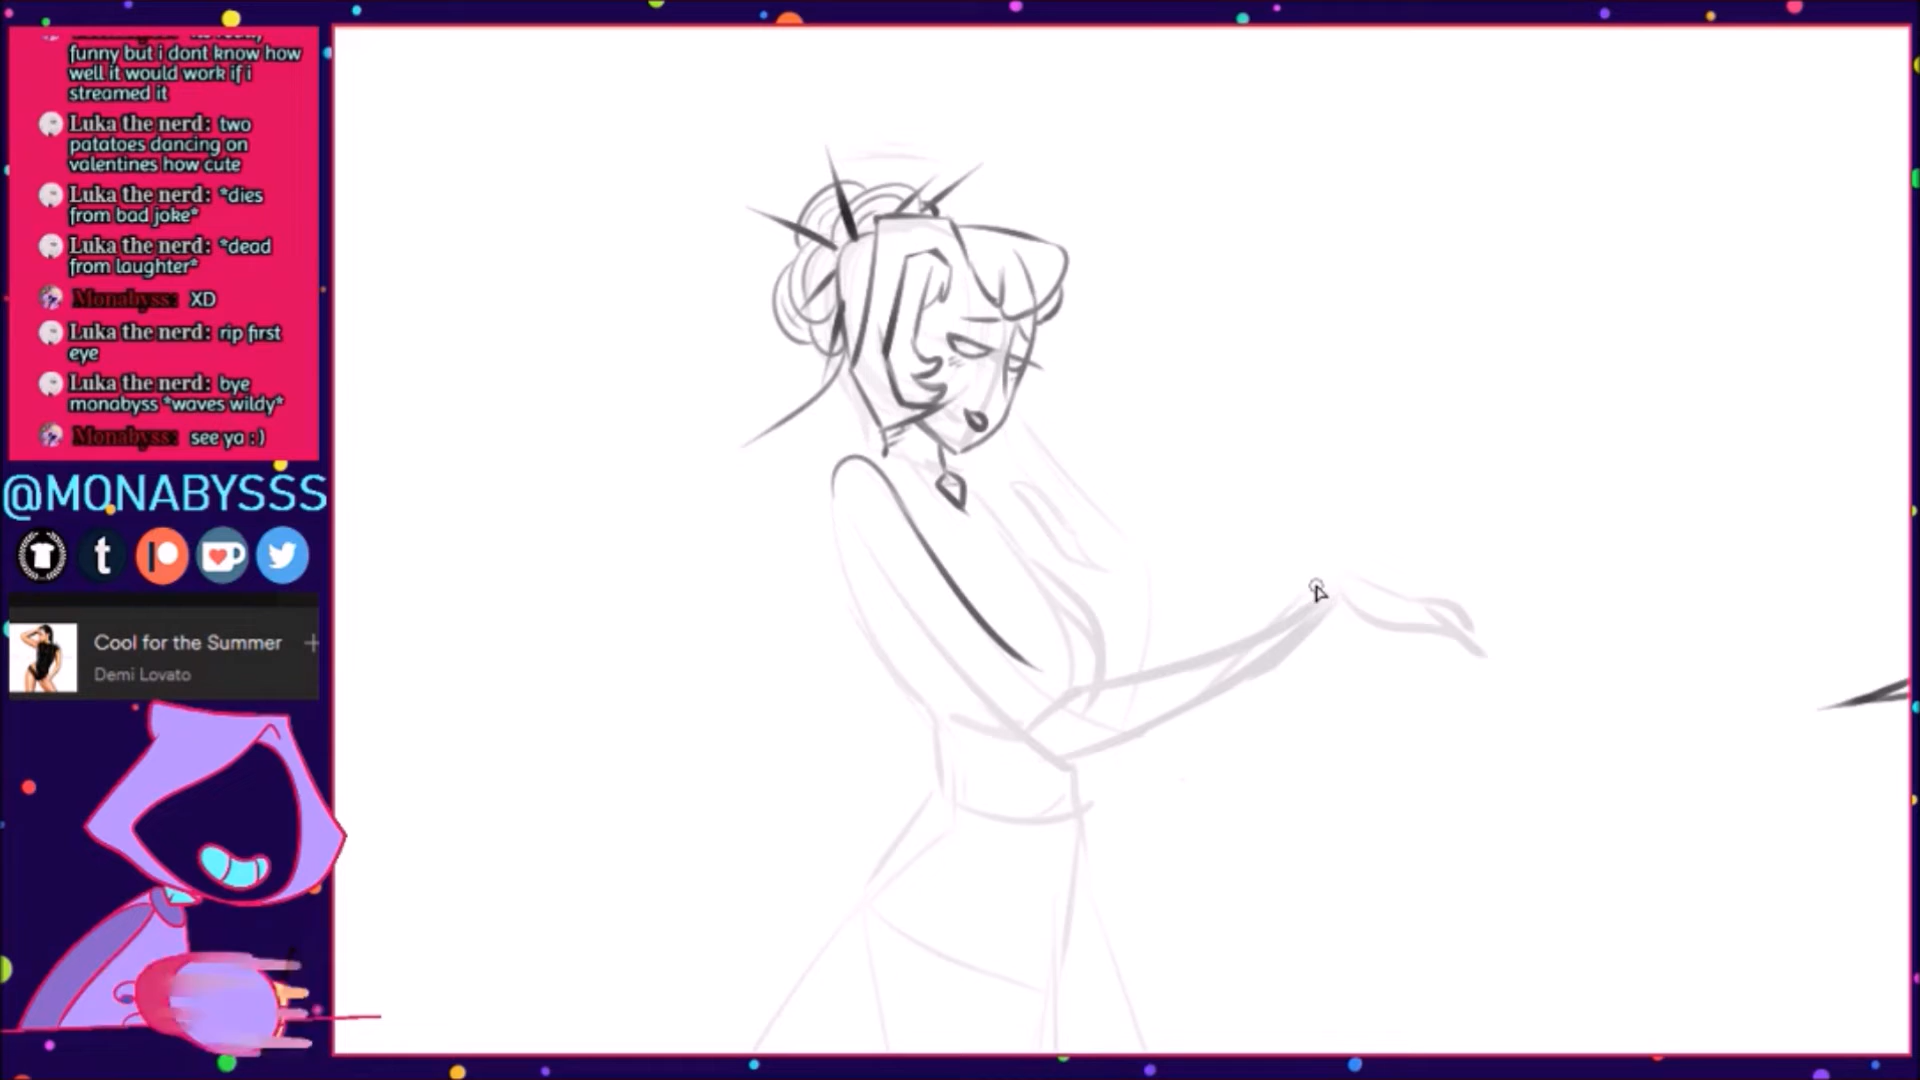 funny but i dont know how
well it would work if i
streamed it
Luka the nerd: two
patatoes dancing on
valentines how cute
Luka the nerd: *dies
from bad joke*
Luka the nerd: *dead
from laughter*
Monabyss: XD
Luka the nerd: rip first
eye
Luka the nerd: bye
monabyss *waves wildy*
Monabyss: see ya :)
@MONABYSSS
t
Cool for the Summer
Demi Lovato